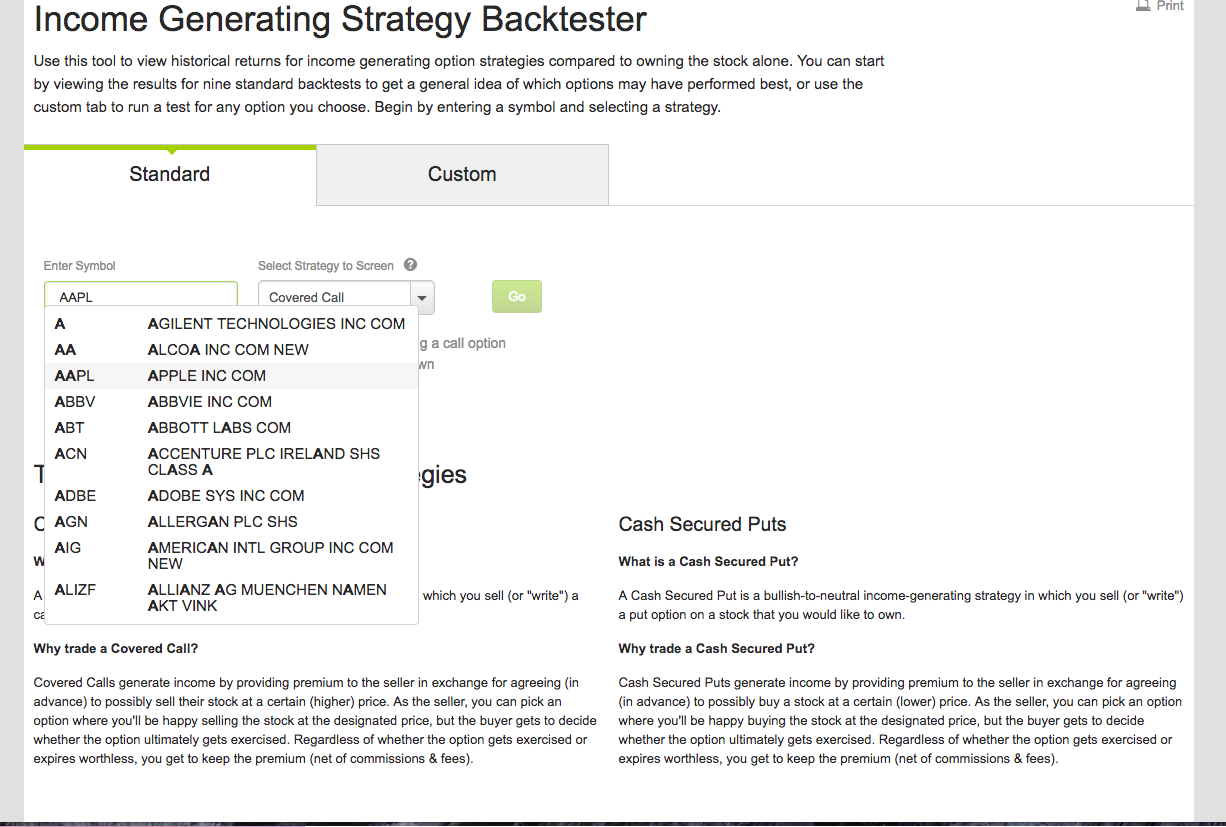 Income Generating Strategy Backtester
Print
Use this tool to view historical returns for income generating option strategies compared to owning the stock alone. You can start
by viewing the results for nine standard backtests to get a general idea of which options may have performed best, or use the
custom tab to run a test for any option you choose. Begin by entering a symbol and selecting a strategy.
Standard
Custom
Enter Symbol
Select Strategy to Screen ?
AAPL
Covered Call
Go
A AGILENT TECHNOLOGIES INC COM
AA ALCOA INC COM NEW
AAPL APPLE INC COM
ABBV ABBVIE INC COM
ABT ABBOTT LABS COM
ACN ACCENTURE PLC IRELAND SHS
CLASS A
ADBE ADOBE SYS INC COM
AGN ALLERGAN PLC SHS
AIG AMERICAN INTL GROUP INC COM
NEW
ALIZF ALLIANZ AG MUENCHEN NAMEN
AKT VINK
g a call option
wn
T
egies
C
W
A
which you sell (or "write") a
ca
Why trade a Covered Call?
Covered Calls generate income by providing premium to the seller in exchange for agreeing (in
advance) to possibly sell their stock at a certain (higher) price. As the seller, you can pick an
option where you'll be happy selling the stock at the designated price, but the buyer gets to decide
whether the option ultimately gets exercised. Regardless of whether the option gets exercised or
expires worthless, you get to keep the premium (net of commissions & fees).
Cash Secured Puts
What is a Cash Secured Put?
A Cash Secured Put is a bullish-to-neutral income-generating strategy in which you sell (or "write")
a put option on a stock that you would like to own.
Why trade a Cash Secured Put?
Cash Secured Puts generate income by providing premium to the seller in exchange for agreeing
(in advance) to possibly buy a stock at a certain (lower) price. As the seller, you can pick an option
where you'll be happy buying the stock at the designated price, but the buyer gets to decide
whether the option ultimately gets exercised. Regardless of whether the option gets exercised or
expires worthless, you get to keep the premium (net of commissions & fees).